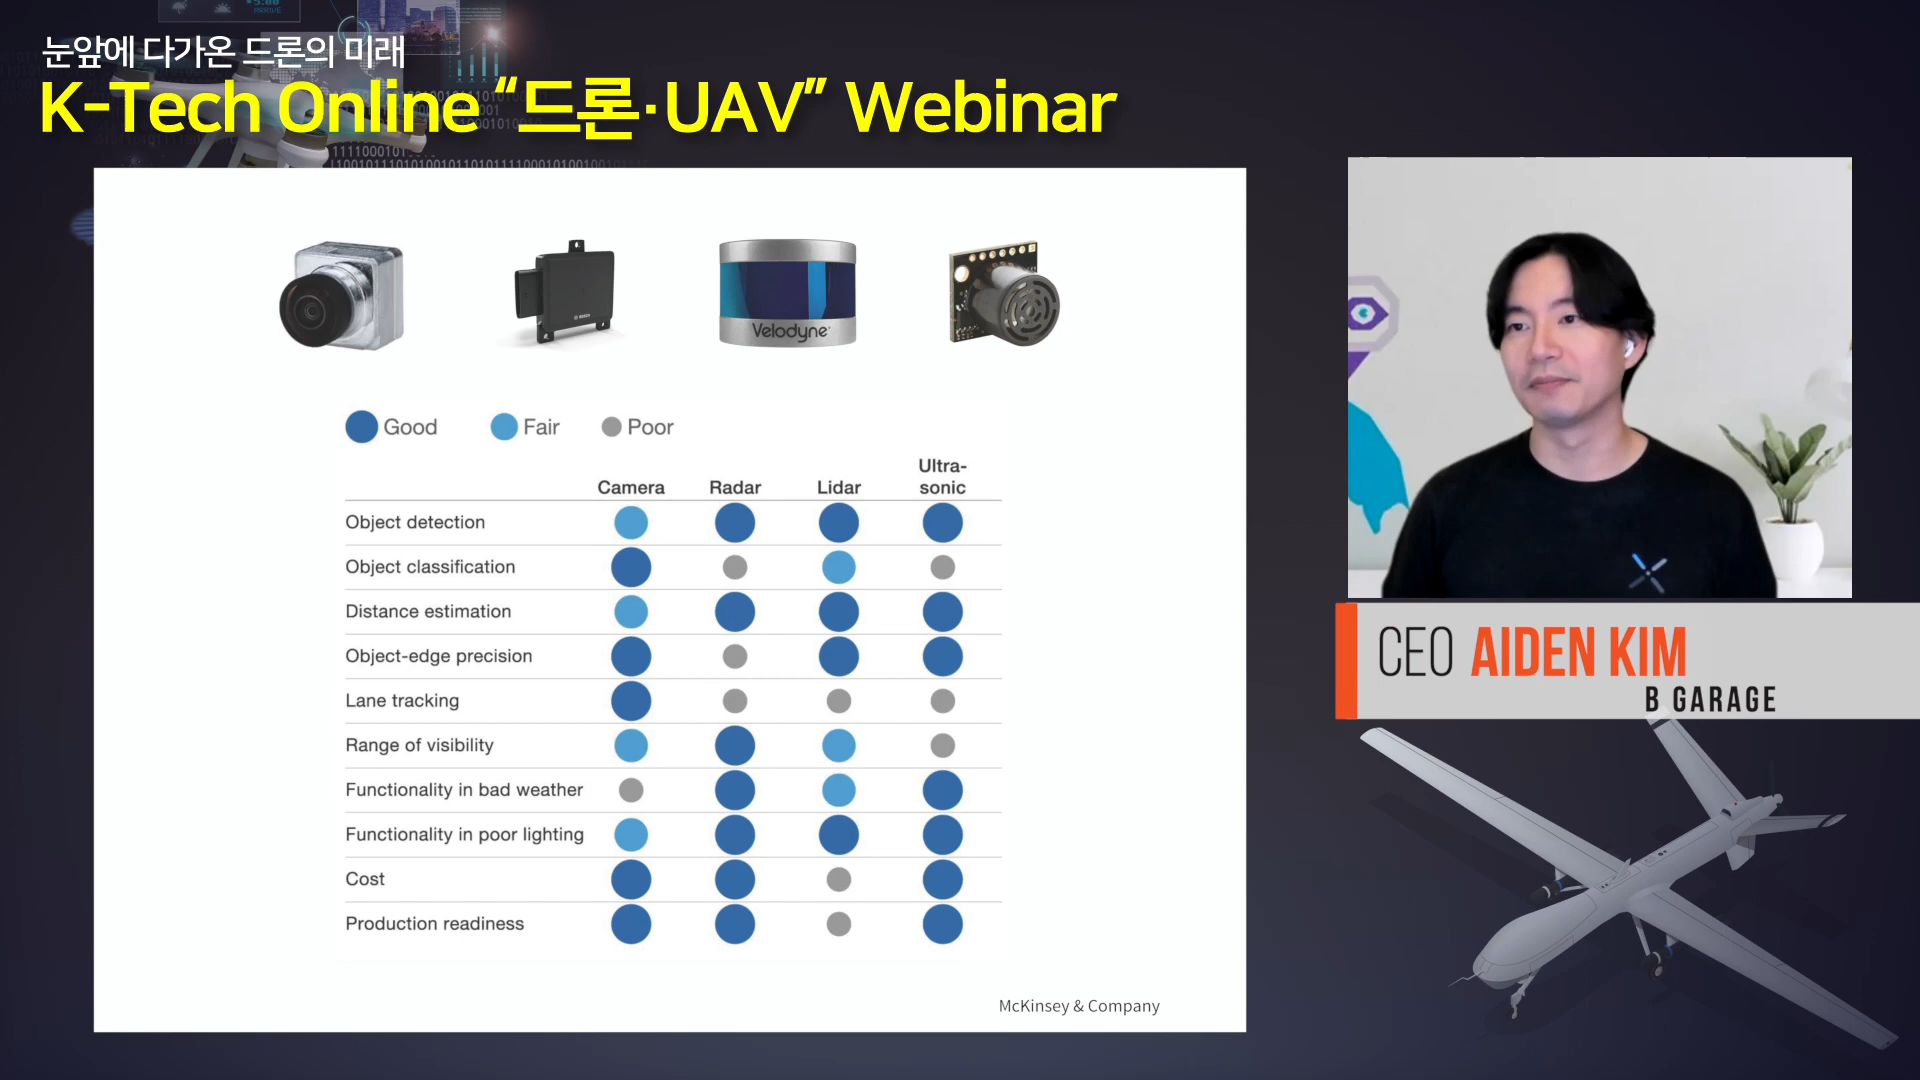 눈앞에 다가온 드론의 미래
K-Tech Online “드론·UAV” Webinar
1111000101
Velodyne
Good Fair Poor
Camera Radar Lidar Ultra-
sonic
Object detection
Object classification
Distance estimation
Object-edge precision
Lane tracking
Range of visibility
Functionality in bad weather
Functionality in poor lighting
Cost
Production readiness
McKinsey & Company
CEO AIDEN KIM
B GARAGE